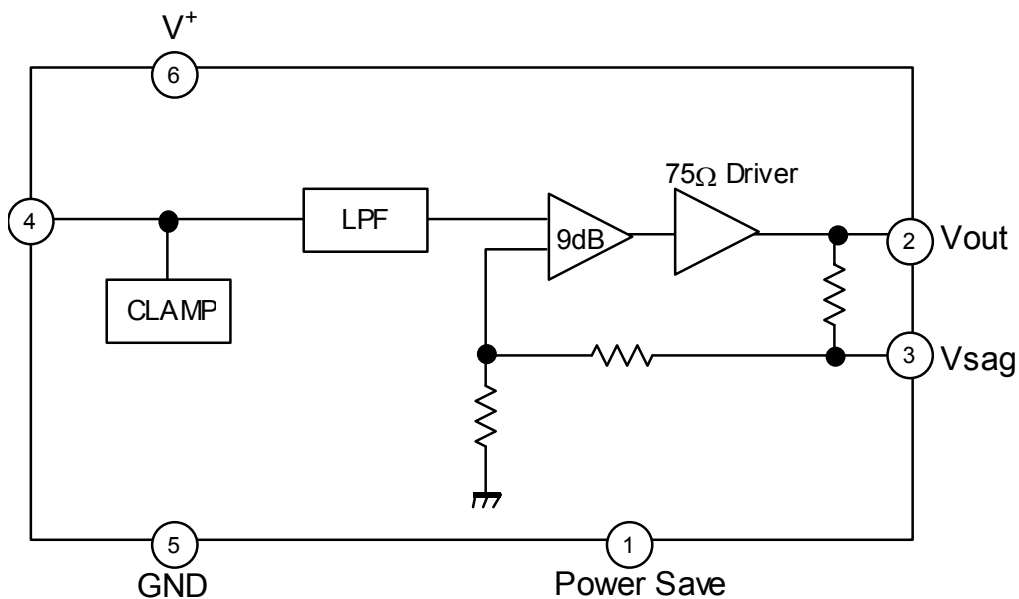 V+
6
75Ω Driver
4
LPF
9dB
2
Vout
CLAMP
3
Vsag
5
1
GND
Power Save